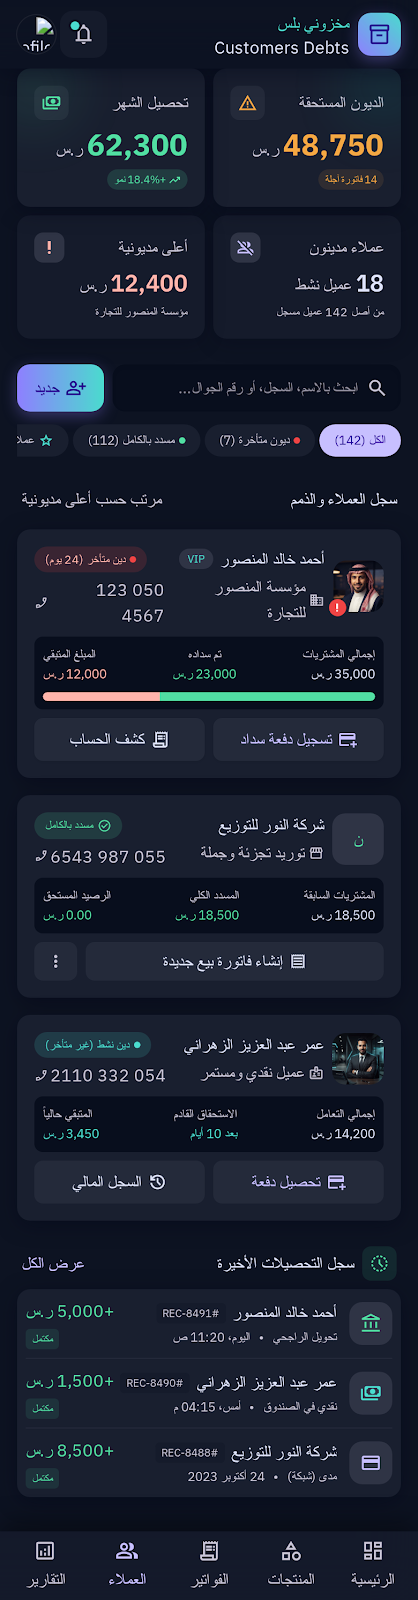 مخزوني بلس
Customers Debts
الديون المستحقة
48,750 ر.س
14 فاتورة آجلة
تحصيل الشهر
62,300 ر.س
+18.4% نمو
عملاء مدينون
18 عميل نشط
من أصل 142 عميل مسجل
أعلى مديونية
12,400 ر.س
مؤسسة المنصور للتجارة
ابحث بالاسم، السجل، أو رقم الجوال...
جديد
الكل (142)
ديون متأخرة (7)
مسدد بالكامل (112)
عملا
سجل العملاء والذمم
مرتب حسب أعلى مديونية
أحمد خالد المنصور
VIP
دين متأخر (24 يوم)
مؤسسة المنصور
للتجارة
123 050
4567
إجمالي المشتريات
تم سداده
المبلغ المتبقي
35,000 ر.س
23,000 ر.س
12,000 ر.س
تسجيل دفعة سداد
كشف الحساب
ن
شركة النور للتوزيع
مسدد بالكامل
توريد تجزئة وجملة
6543 987 055
المشتريات السابقة
المسدد الكلي
الرصيد المستحق
18,500 ر.س
18,500 ر.س
0.00 ر.س
إنشاء فاتورة بيع جديدة
عمر عبد العزيز الزهراني
دين نشط (غير متأخر)
عميل نقدي ومستمر
2110 332 054
إجمالي التعامل
الاستحقاق القادم
المتبقي حالياً
14,200 ر.س
بعد 10 أيام
3,450 ر.س
تحصيل دفعة
السجل المالي
سجل التحصيلات الأخيرة
عرض الكل
أحمد خالد المنصور
REC-8491#
+5,000 ر.س
تحويل الراجحي • اليوم، 11:20 ص
مكتمل
عمر عبد العزيز الزهراني
REC-8490#
+1,500 ر.س
نقدي في الصندوق • أمس، 04:15 م
مكتمل
شركة النور للتوزيع
REC-8488#
+8,500 ر.س
مدى (شبكة) • 24 أكتوبر 2023
مكتمل
الرئيسية
المنتجات
الفواتير
العملاء
التقارير